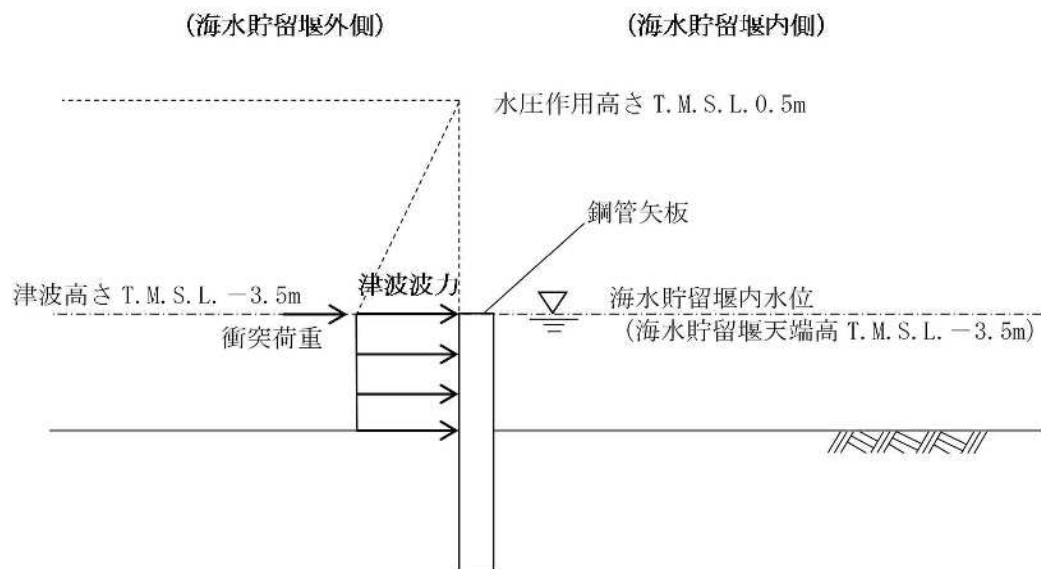 (海水貯留堰外側)
(海水貯留堰内側)
水圧作用高さ T.M.S.L.0.5m
鋼管矢板
津波波力
津波高さ T.M.S.L.－3.5m
海水貯留堰内水位
衝突荷重
(海水貯留堰天端高 T.M.S.L.－3.5m)